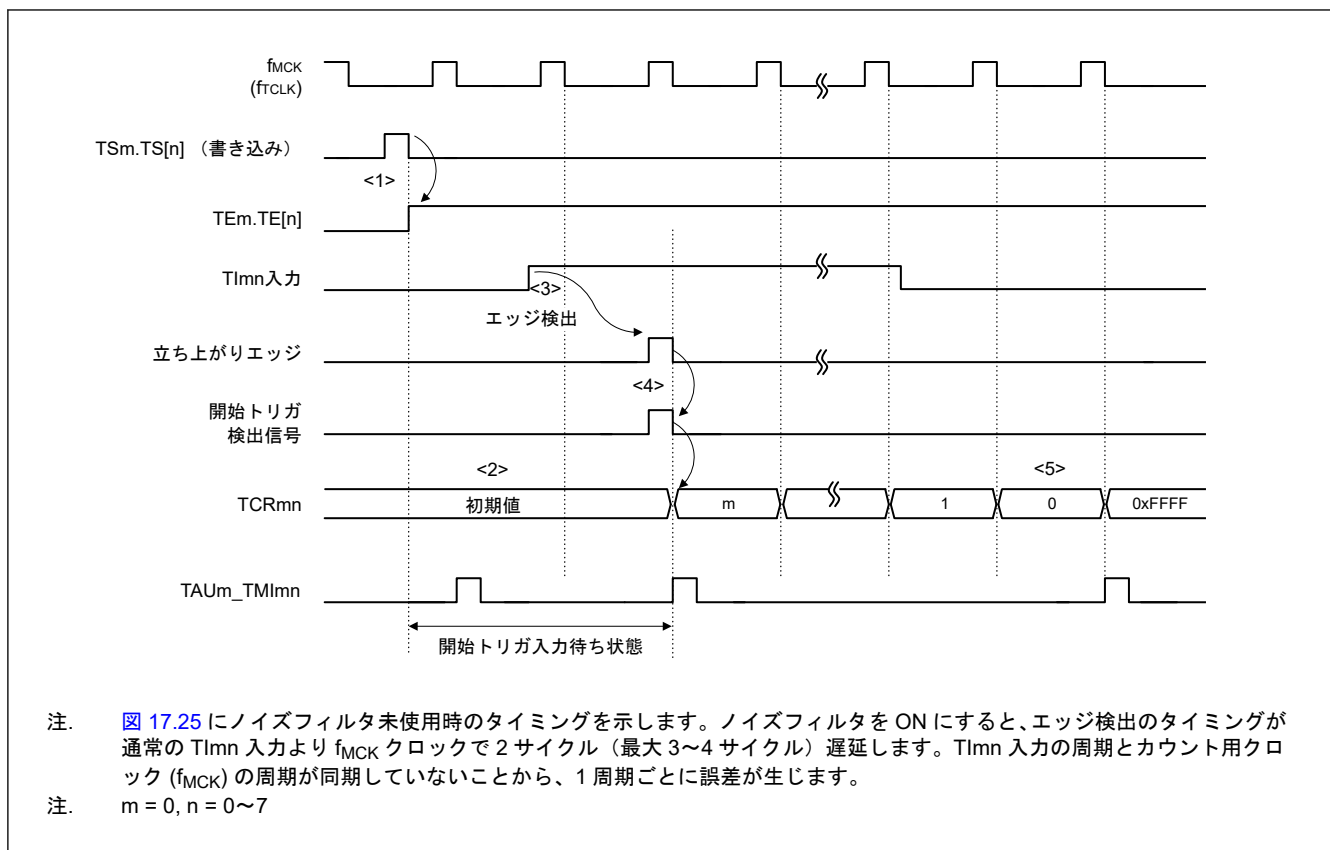 fMCK
(fTCLK)
TSm.TS[n] (書き込み)
<1>
TEm.TE[n]
TImn入力
<3>
エッジ検出
立ち上がりエッジ
<4>
開始トリガ
検出信号
<2>
<5>
TCRmn
初期値
m
1
0
0xFFFF
TAUm_TMImn
開始トリガ入力待ち状態
注. 図 17.25 にノイズフィルタ未使用時のタイミングを示します。ノイズフィルタを ON にすると、エッジ検出のタイミングが
通常の TImn 入力より fMCK クロックで 2 サイクル（最大 3～4 サイクル）遅延します。TImn 入力の周期とカウント用クロ
ック (fMCK) の周期が同期していないことから、1 周期ごとに誤差が生じます。
注. m = 0, n = 0～7